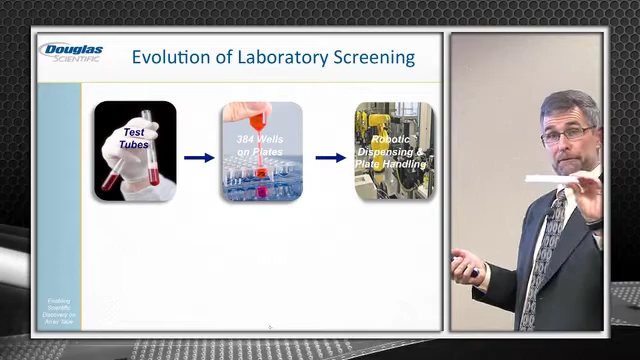 Douglas
SCIENTIFIC
Evolution of Laboratory Screening
Test
Tubes
384 Wells
on Plates
Robotic
Dispensing &
Plate Handling
Evolving
Scientific
Discovery on
Array Tape